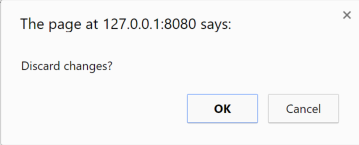 The page at 127.0.0.1:8080 says:
Discard changes?
OK Cancel